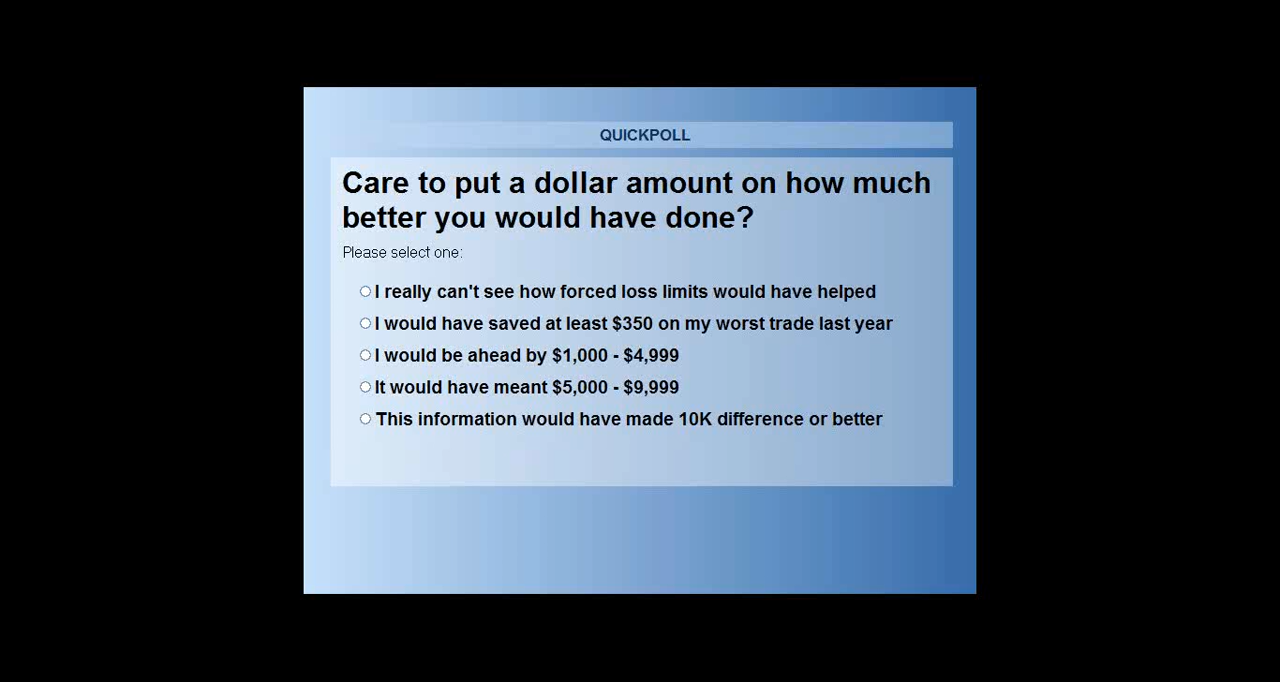 QUICKPOLL
Care to put a dollar amount on how much
better you would have done?
Please select one:
I really can't see how forced loss limits would have helped
I would have saved at least $350 on my worst trade last year
I would be ahead by $1,000 - $4,999
It would have meant $5,000 - $9,999
This information would have made 10K difference or better